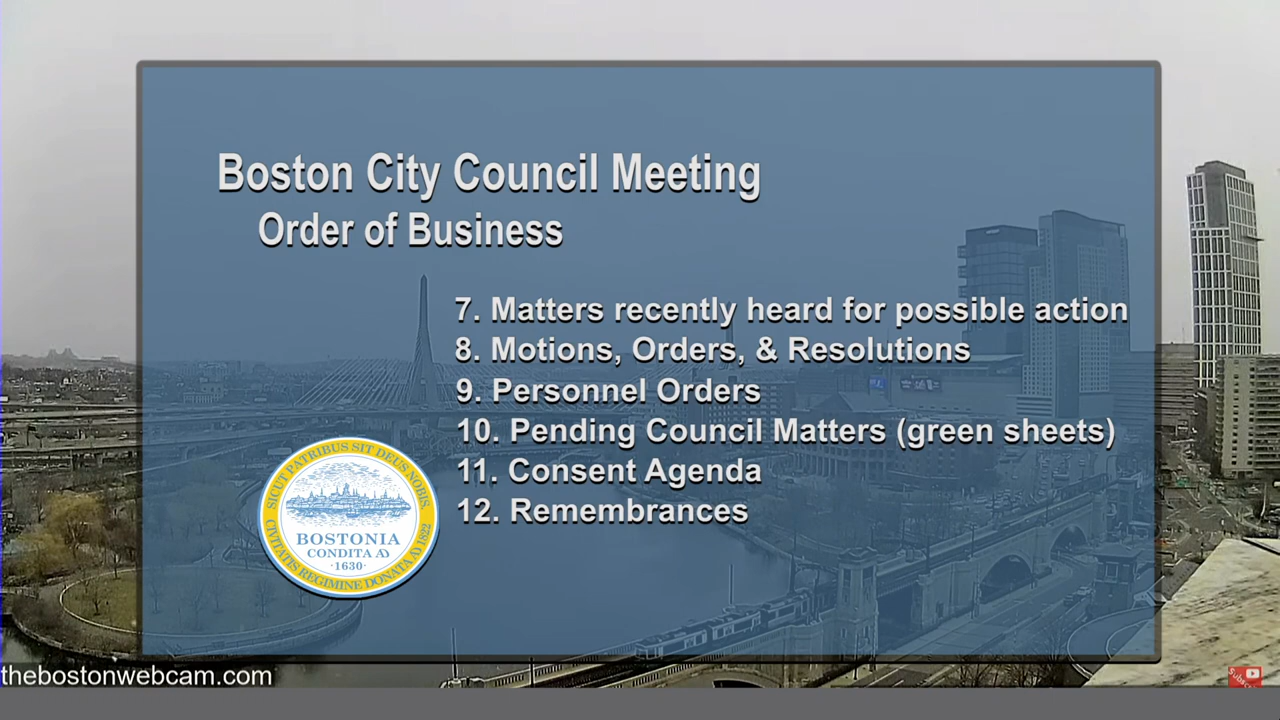 Boston City Council Meeting
Order of Business
7. Matters recently heard for possible action
8. Motions, Orders, & Resolutions
9. Personnel Orders
10. Pending Council Matters (green sheets)
11. Consent Agenda
12. Remembrances
SICUT PATRIBUS SIT DEUS NOBIS
BOSTONIA
CONDITA AD
·1630·
CIVITATIS REGIMINE DONATA AD 1822
thebostonwebcam.com